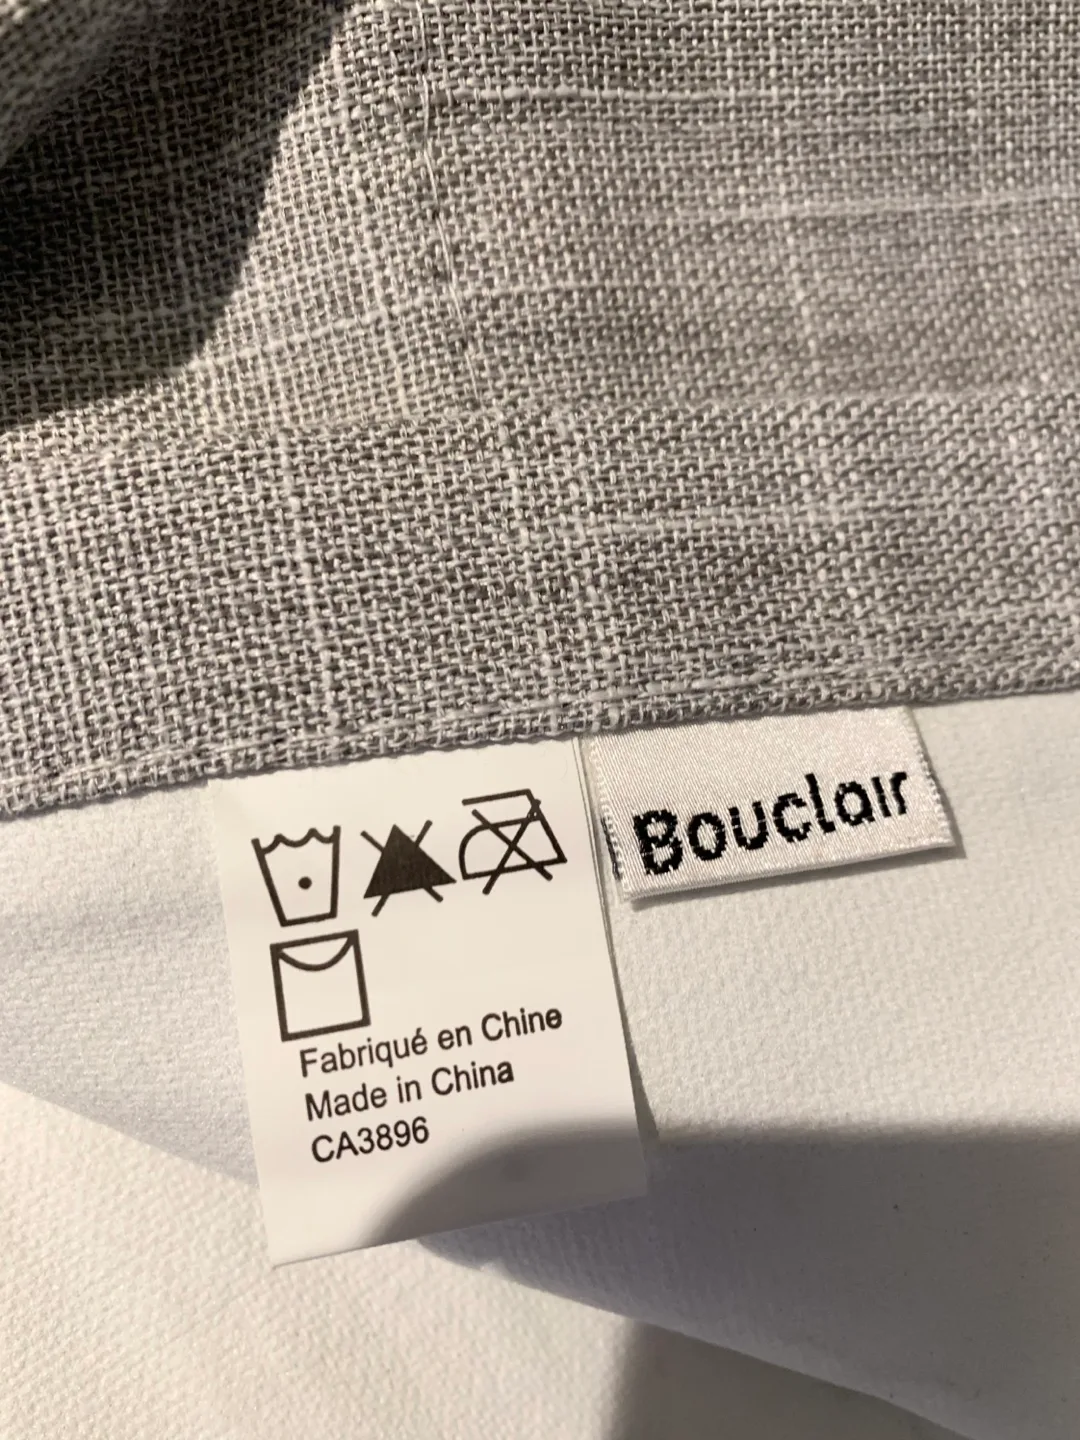 Bouclair
Fabriqué en Chine
Made in China
CA3896